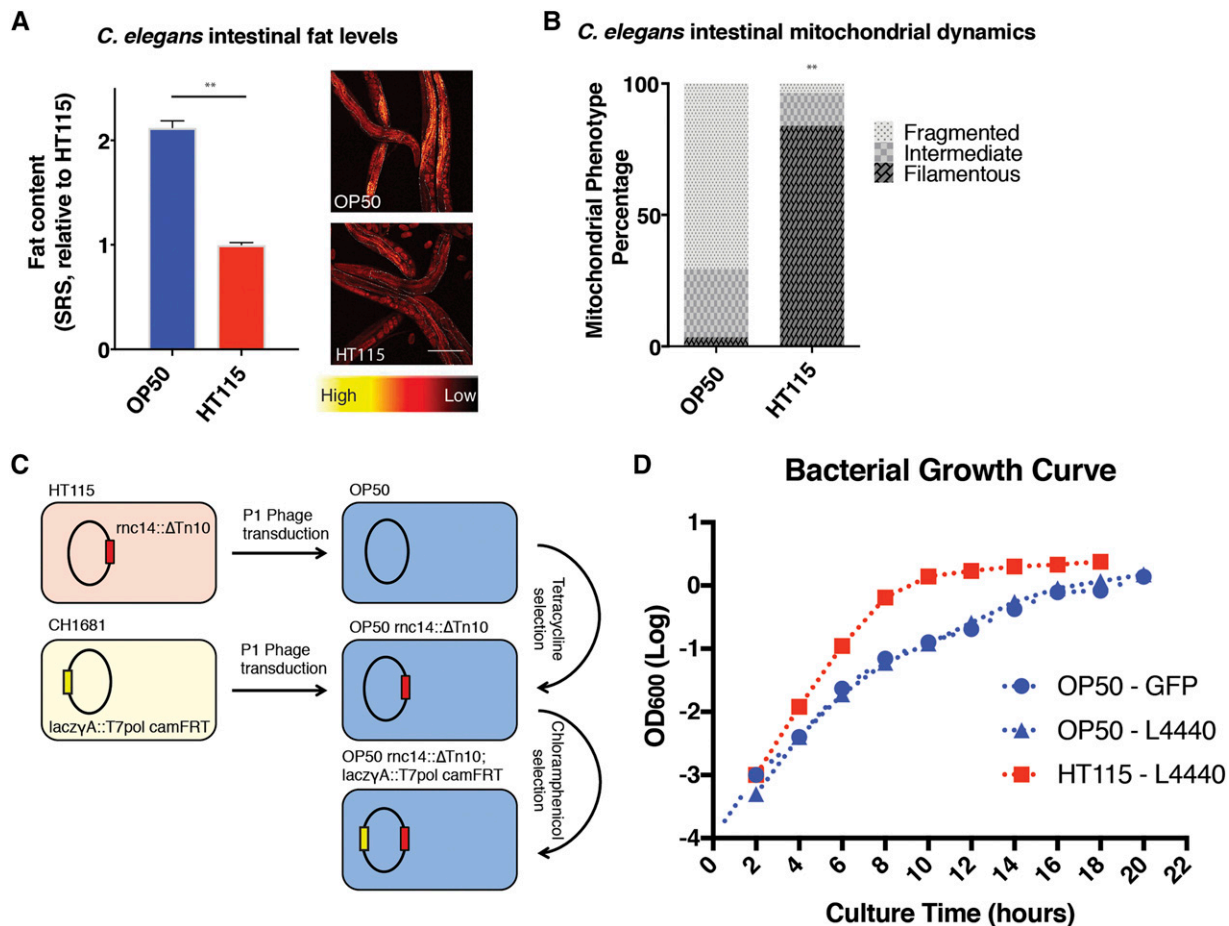 A
C. elegans intestinal fat levels
Fat content
(SRS, relative to HT115)
2
1
0
**
OP50
HT115
OP50
HT115
High
Low
B
C. elegans intestinal mitochondrial dynamics
Mitochondrial Phenotype
Percentage
100
50
0
**
OP50
HT115
Fragmented
Intermediate
Filamentous
C
HT115
rnc14::ΔTn10
P1 Phage
transduction
OP50
Tetracycline
selection
CH1681
laczγA::T7pol camFRT
P1 Phage
transduction
OP50 rnc14::ΔTn10
Chloramphenicol
selection
OP50 rnc14::ΔTn10;
laczγA::T7pol camFRT
D
Bacterial Growth Curve
OD600 (Log)
1
0
-1
-2
-3
-4
0 2 4 6 8 10 12 14 16 18 20 22
Culture Time (hours)
OP50 - GFP
OP50 - L4440
HT115 - L4440